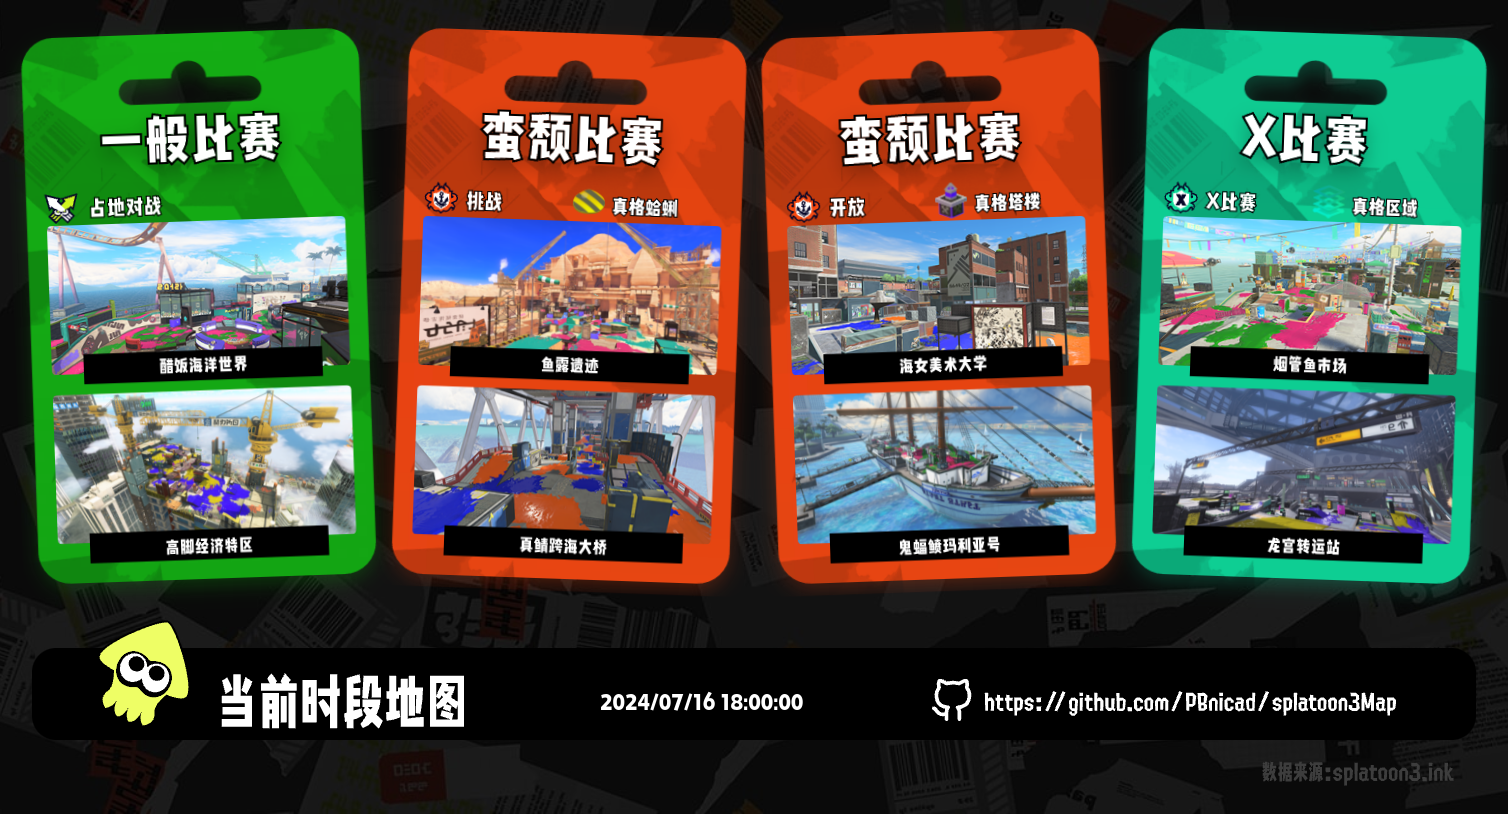 一般比赛
占地对战
醋饭海洋世界
高脚经济特区
蛮颓比赛
挑战
真格蛤蜊
鱼露遗迹
真鲭跨海大桥
蛮颓比赛
开放
真格塔楼
海女美术大学
鬼蝠鲼玛利亚号
X比赛
X比赛
真格区域
烟管鱼市场
龙宫转运站
当前时段地图
2024/07/16 18:00:00
https://github.com/PBnicad/splatoon3Map
数据来源:splatoon3.ink